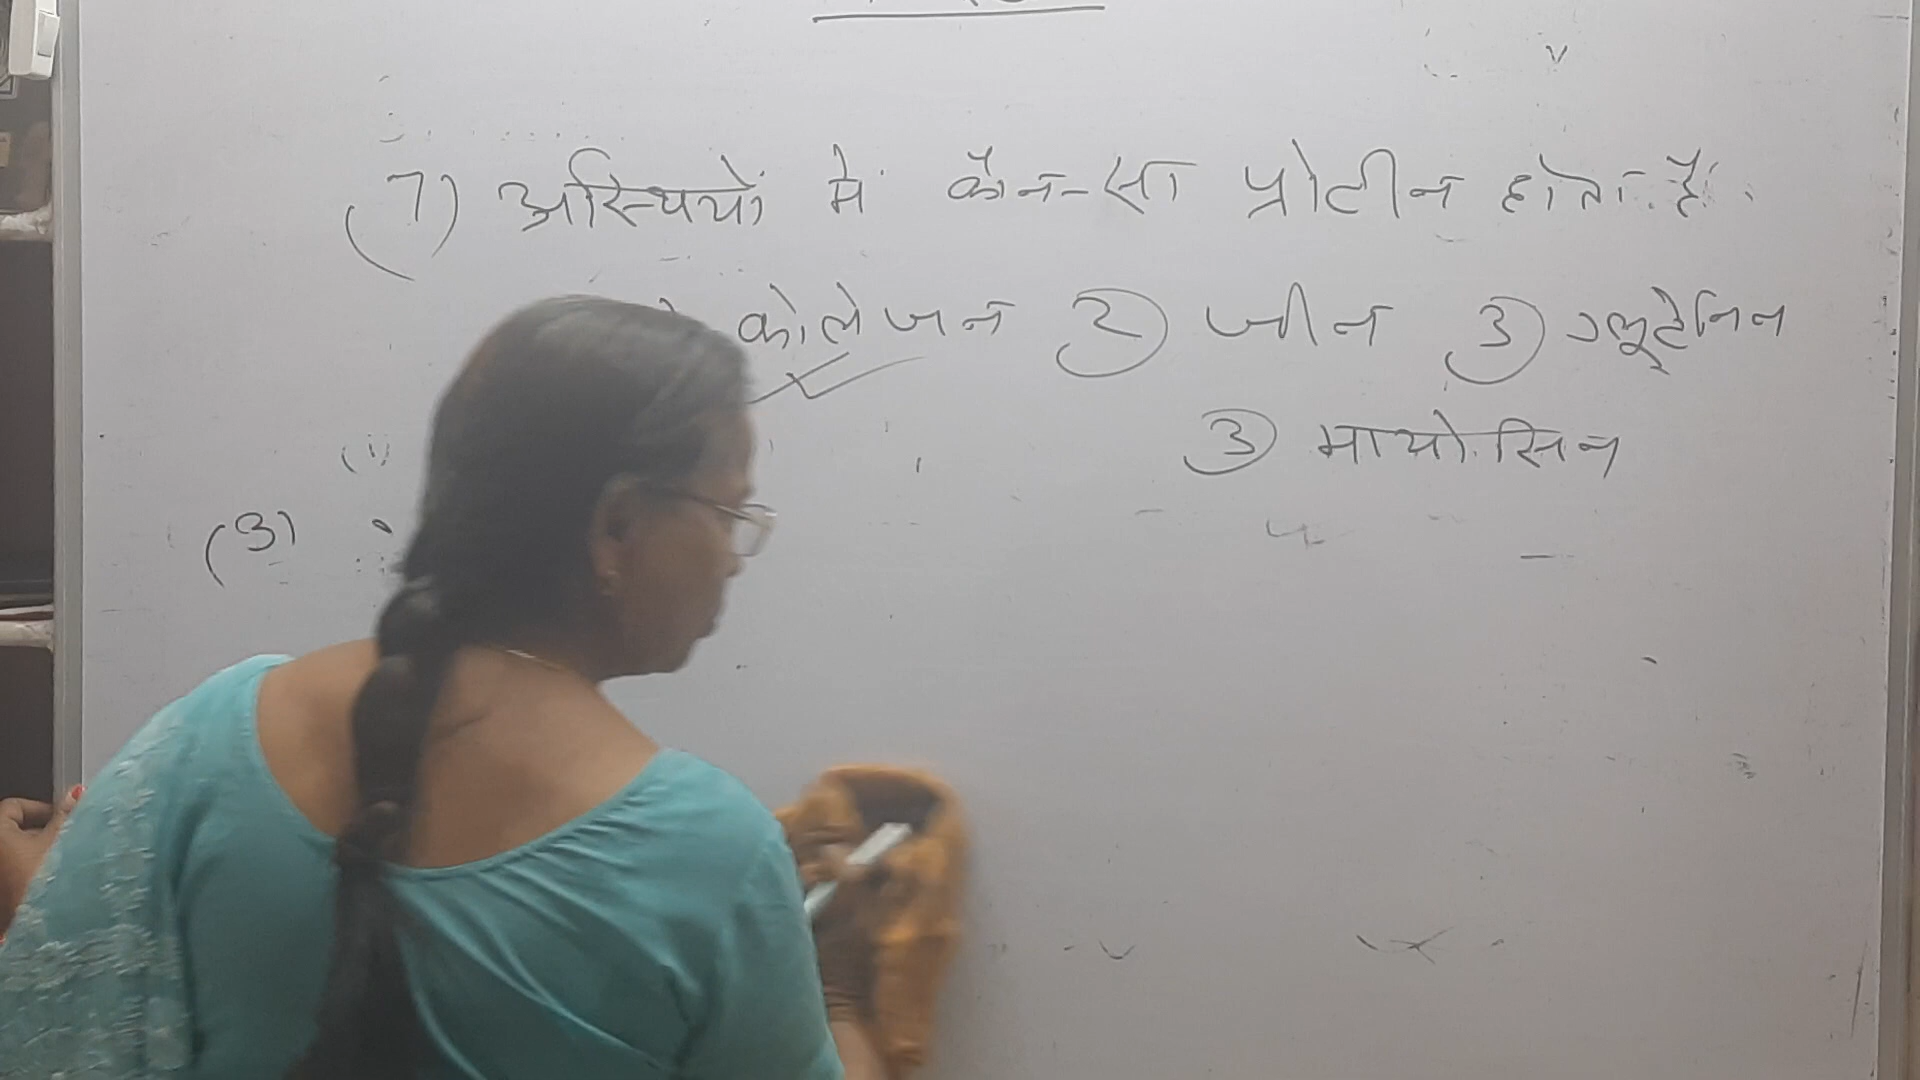 (7) अस्थियों में कौन-सा प्रोटीन होता है
कोलेजन ② जीन ③ ग्लूटेनिन
③ मायोसिन
(3)